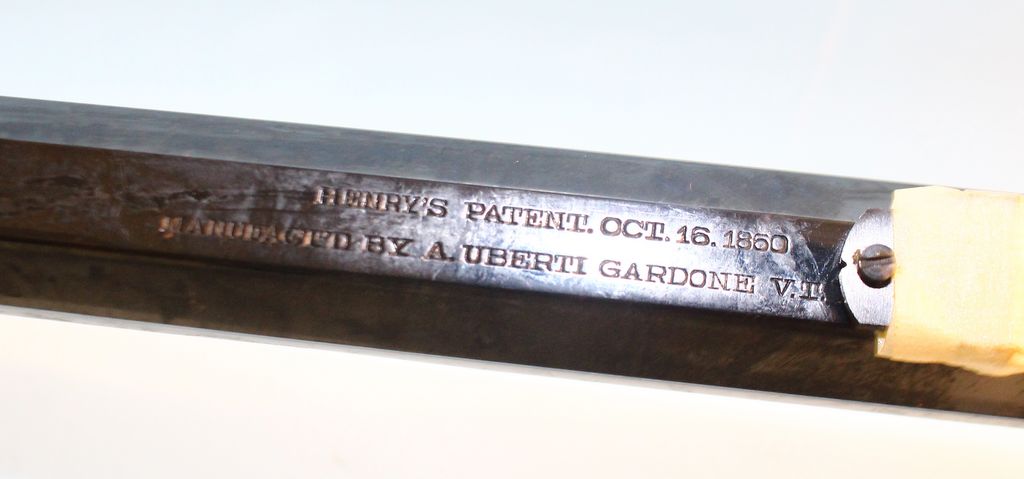 HENRY'S PATENT. OCT. 16. 1860
MANUFACT'D BY A. UBERTI GARDONE V.T.